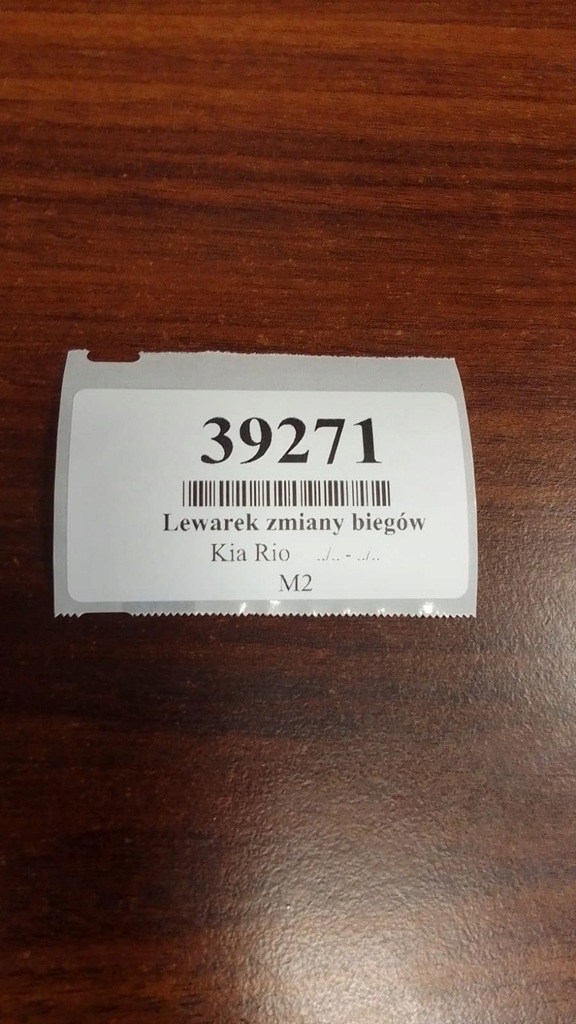 39271
Lewarek zmiany biegów
Kia Rio ../.. - ../..
M2